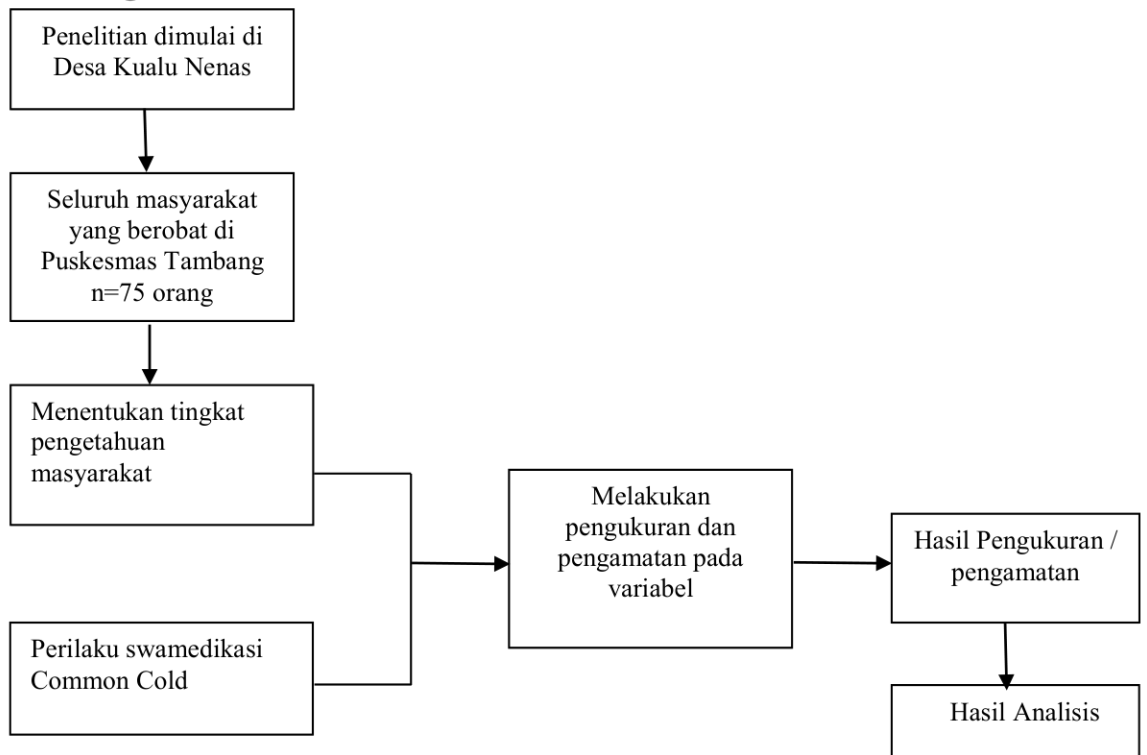 Penelitian dimulai di
Desa Kualu Nenas
Seluruh masyarakat
yang berobat di
Puskesmas Tambang
n=75 orang
Menentukan tingkat
pengetahuan
masyarakat
Perilaku swamedikasi
Common Cold
Melakukan
pengukuran dan
pengamatan pada
variabel
Hasil Pengukuran /
pengamatan
Hasil Analisis